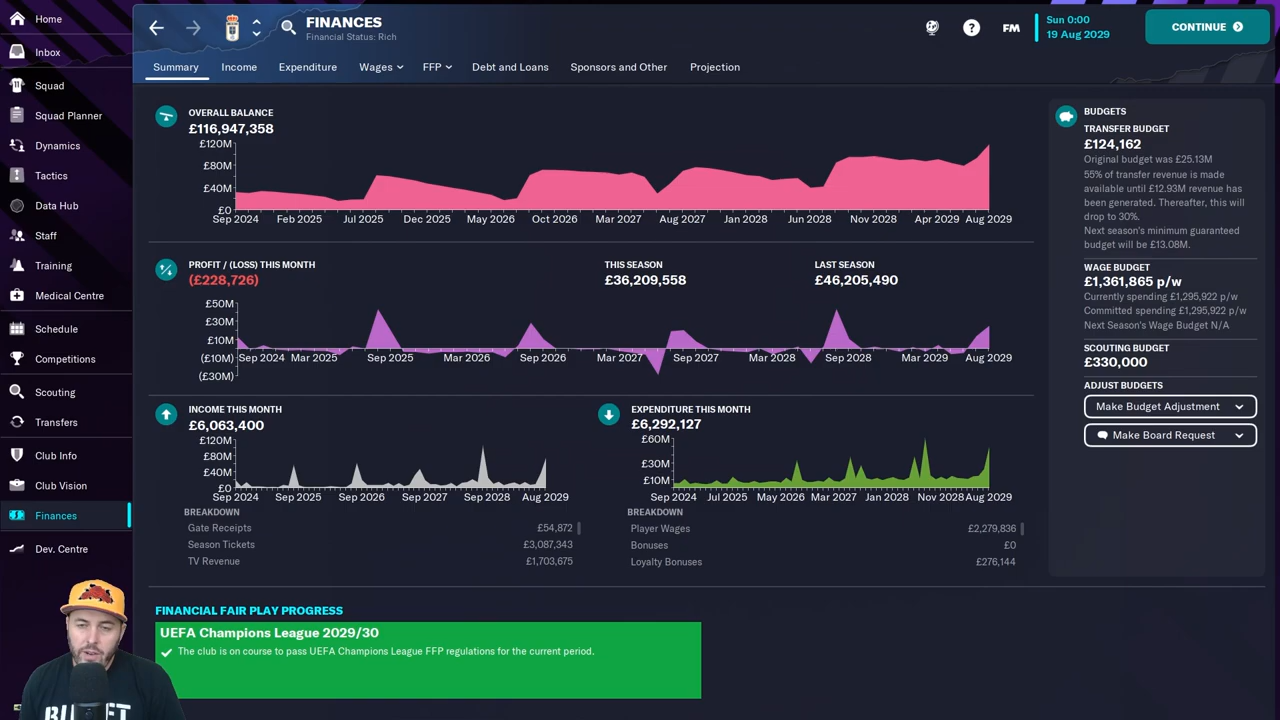 Home
Inbox
Squad
Squad Planner
Dynamics
Tactics
Data Hub
Staff
Training
Medical Centre
Schedule
Competitions
Scouting
Transfers
Club Info
Club Vision
Finances
Dev. Centre
FINANCES
Financial Status: Rich
FM
Sun 0:00
19 Aug 2029
CONTINUE
Summary Income Expenditure Wages FFP Debt and Loans Sponsors and Other Projection
OVERALL BALANCE
£116,947,358
£120M
£80M
£40M
£0
Sep 2024 Feb 2025 Jul 2025 Dec 2025 May 2026 Oct 2026 Mar 2027 Aug 2027 Jan 2028 Jun 2028 Nov 2028 Apr 2029 Aug 2029
PROFIT / (LOSS) THIS MONTH
(£228,726)
THIS SEASON
£36,209,558
LAST SEASON
£46,205,490
£50M
£30M
£10M
(£10M)
(£30M)
Sep 2024 Mar 2025 Sep 2025 Mar 2026 Sep 2026 Mar 2027 Sep 2027 Mar 2028 Sep 2028 Mar 2029 Aug 2029
INCOME THIS MONTH
£6,063,400
£120M
£80M
£40M
£0
Sep 2024 Sep 2025 Sep 2026 Sep 2027 Sep 2028 Aug 2029
BREAKDOWN
Gate Receipts £54,872
Season Tickets £3,087,343
TV Revenue £1,703,675
EXPENDITURE THIS MONTH
£6,292,127
£60M
£30M
£10M
Sep 2024 Jul 2025 May 2026 Mar 2027 Jan 2028 Nov 2028 Aug 2029
BREAKDOWN
Player Wages £2,279,836
Bonuses £0
Loyalty Bonuses £276,144
BUDGETS
TRANSFER BUDGET
£124,162
Original budget was £25.13M
55% of transfer revenue is made
available until £12.93M revenue has
been generated. Thereafter, this will
drop to 30%.
Next season's minimum guaranteed
budget will be £13.08M.
WAGE BUDGET
£1,361,865 p/w
Currently spending £1,295,922 p/w
Committed spending £1,295,922 p/w
Next Season's Wage Budget N/A
SCOUTING BUDGET
£330,000
ADJUST BUDGETS
Make Budget Adjustment
Make Board Request
FINANCIAL FAIR PLAY PROGRESS
UEFA Champions League 2029/30
The club is on course to pass UEFA Champions League FFP regulations for the current period.